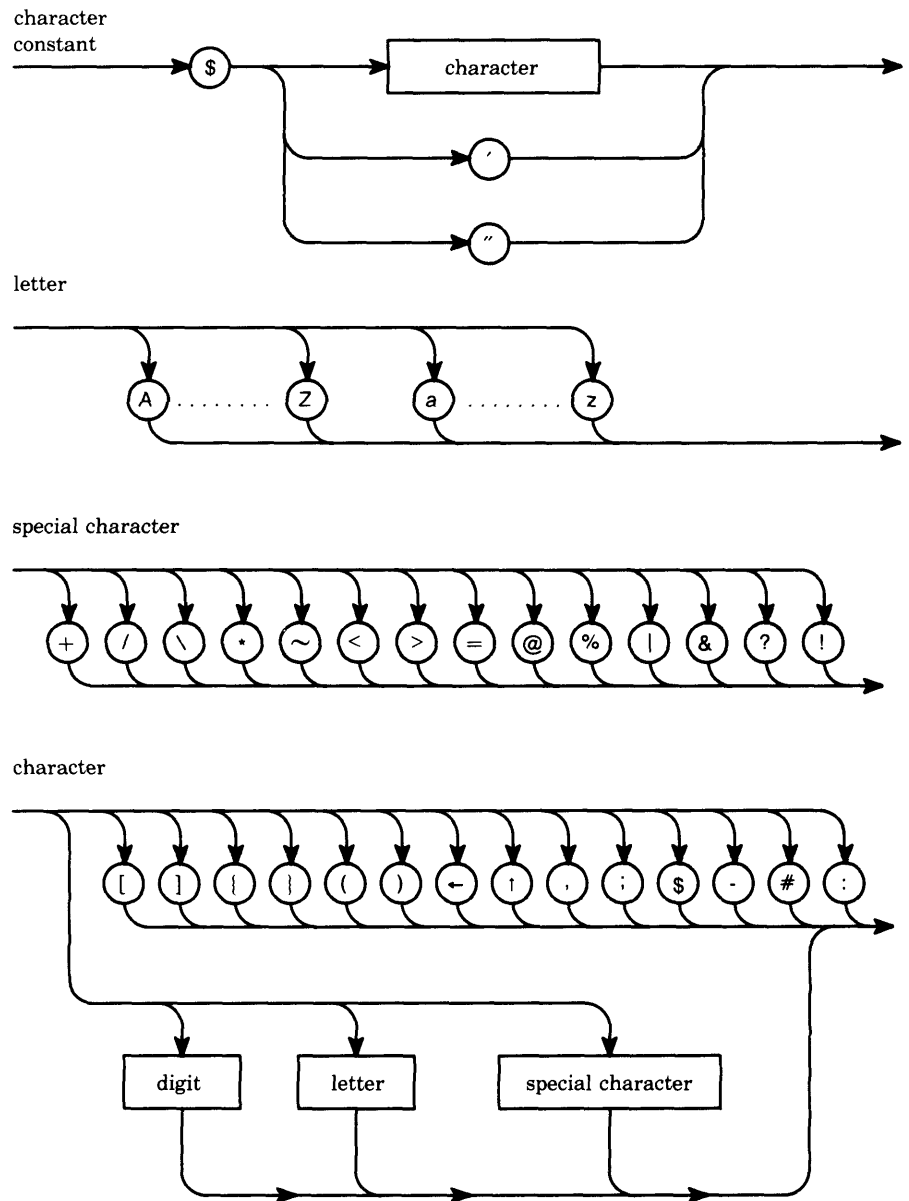 character
constant
$ character
′
″
letter
A ........ Z a ........ z
special character
+ / \ * ~ < > = @ % | & ? !
character
[ ] { } ( ) ← ↑ , ; $ - # :
digit letter special character